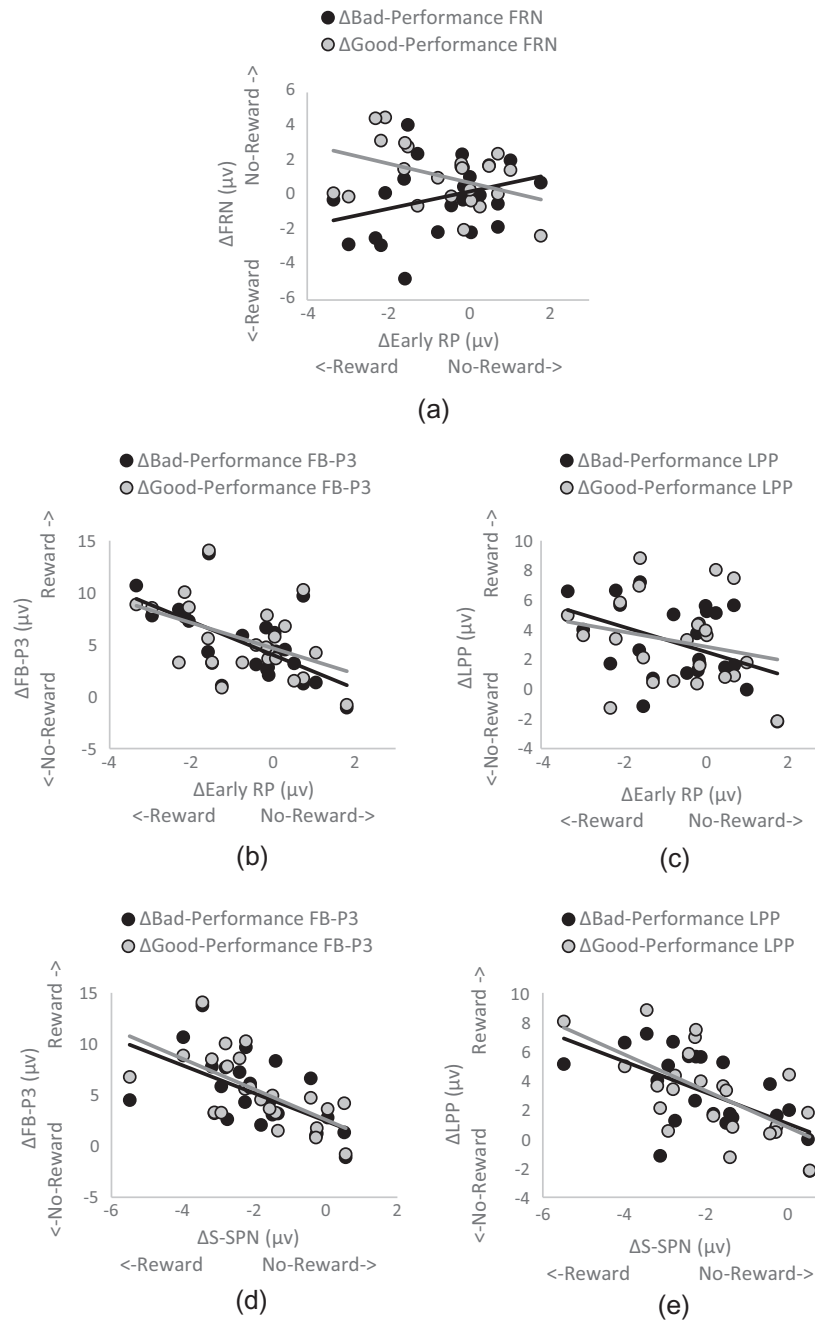 ΔBad-Performance FRN
ΔGood-Performance FRN
ΔFRN (μv)
<-Reward
No-Reward ->
6
4
2
0
-2
-4
-6
-4
-2
0
2
ΔEarly RP (μv)
<-Reward No-Reward->
(a)
ΔBad-Performance FB-P3
ΔGood-Performance FB-P3
ΔFB-P3 (μv)
<-No-Reward
Reward ->
15
10
5
0
-5
-4
-2
0
2
ΔEarly RP (μv)
<-Reward No-Reward->
(b)
ΔBad-Performance LPP
ΔGood-Performance LPP
ΔLPP (μv)
<-No-Reward
Reward ->
10
8
6
4
2
0
-2
-4
-4
-2
0
2
ΔEarly RP (μv)
<-Reward No-Reward->
(c)
ΔBad-Performance FB-P3
ΔGood-Performance FB-P3
ΔFB-P3 (μv)
<-No-Reward
Reward ->
15
10
5
0
-5
-6
-4
-2
0
2
ΔS-SPN (μv)
<-Reward No-Reward->
(d)
ΔBad-Performance LPP
ΔGood-Performance LPP
ΔLPP (μv)
<-No-Reward
Reward ->
10
8
6
4
2
0
-2
-4
-6
-4
-2
0
ΔS-SPN (μv)
<-Reward No-Reward->
(e)